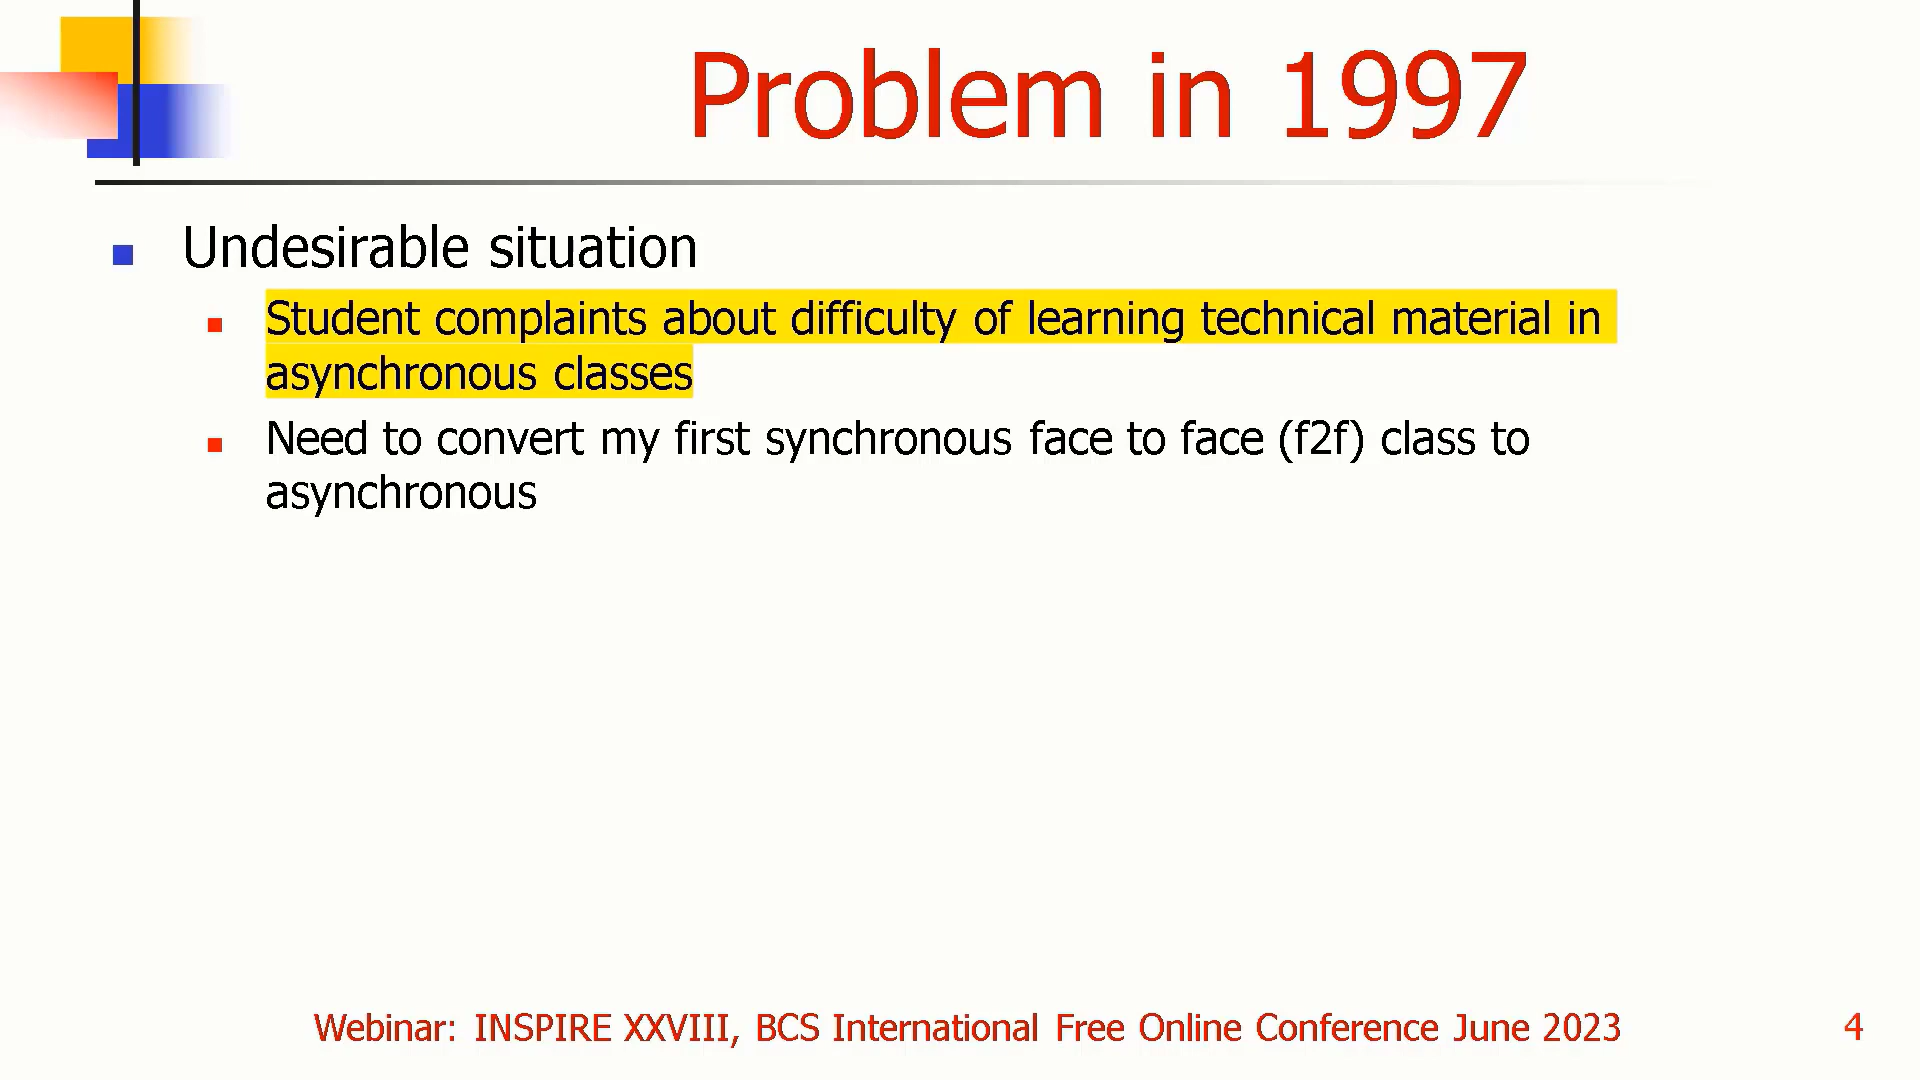 Problem in 1997
Undesirable situation
Student complaints about difficulty of learning technical material in
asynchronous classes
Need to convert my first synchronous face to face (f2f) class to
asynchronous
Webinar: INSPIRE XXVIII, BCS International Free Online Conference June 2023
4